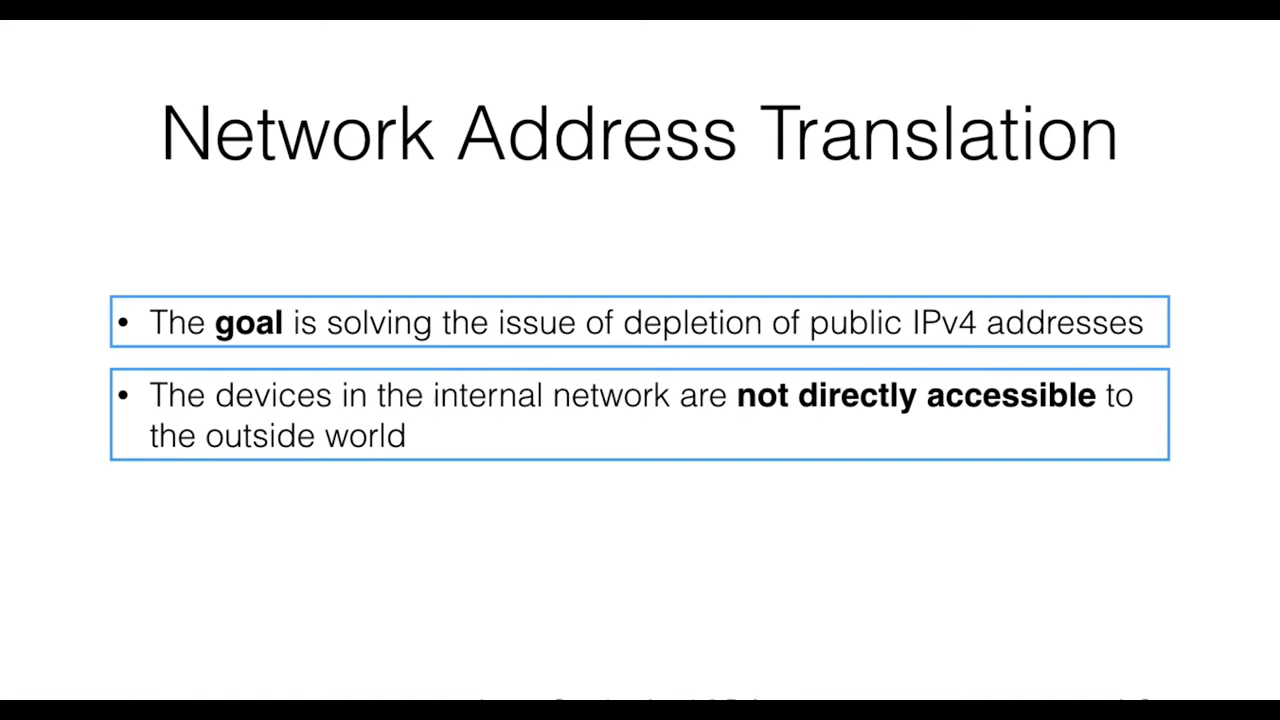 Network Address Translation
• The goal is solving the issue of depletion of public IPv4 addresses
• The devices in the internal network are not directly accessible to
the outside world